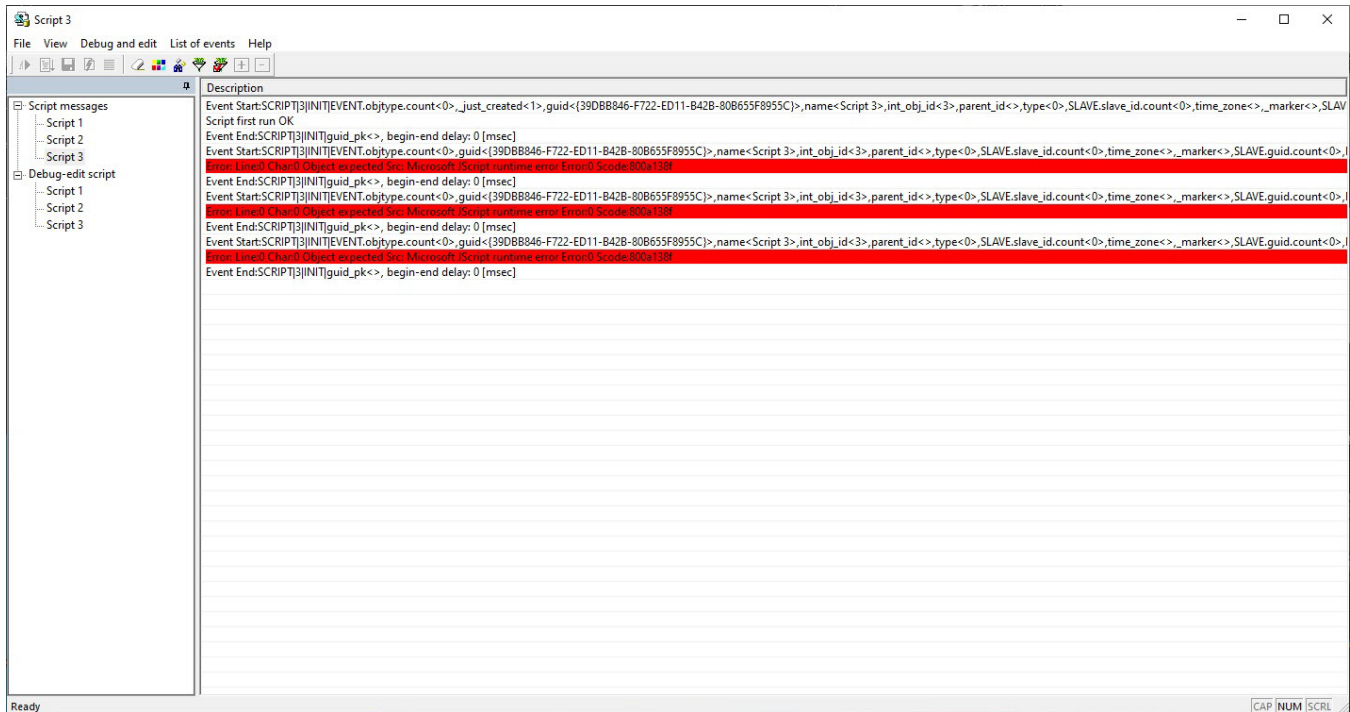 Script 3
File View Debug and edit List of events Help
Description
Script messages
Script 1
Script 2
Script 3
Debug-edit script
Script 1
Script 2
Script 3
Event Start:SCRIPT|3|INIT|EVENT.objtype.count<0>,_just_created<1>,guid<{39DBB846-F722-ED11-B42B-80B655F8955C}>,name<Script 3>,int_obj_id<3>,parent_id<>,type<0>,SLAVE.slave_id.count<0>,time_zone<>,_marker<>,SLAV
Script first run OK
Event End:SCRIPT|3|INIT|guid_pk<>, begin-end delay: 0 [msec]
Event Start:SCRIPT|3|INIT|EVENT.objtype.count<0>,guid<{39DBB846-F722-ED11-B42B-80B655F8955C}>,name<Script 3>,int_obj_id<3>,parent_id<>,type<0>,SLAVE.slave_id.count<0>,time_zone<>,_marker<>,SLAVE.guid.count<0>,
Error: Line:0 Char:0 Object expected Src: Microsoft JScript runtime error Error:0 Scode:800a138f
Event End:SCRIPT|3|INIT|guid_pk<>, begin-end delay: 0 [msec]
Event Start:SCRIPT|3|INIT|EVENT.objtype.count<0>,guid<{39DBB846-F722-ED11-B42B-80B655F8955C}>,name<Script 3>,int_obj_id<3>,parent_id<>,type<0>,SLAVE.slave_id.count<0>,time_zone<>,_marker<>,SLAVE.guid.count<0>,
Error: Line:0 Char:0 Object expected Src: Microsoft JScript runtime error Error:0 Scode:800a138f
Event End:SCRIPT|3|INIT|guid_pk<>, begin-end delay: 0 [msec]
Event Start:SCRIPT|3|INIT|EVENT.objtype.count<0>,guid<{39DBB846-F722-ED11-B42B-80B655F8955C}>,name<Script 3>,int_obj_id<3>,parent_id<>,type<0>,SLAVE.slave_id.count<0>,time_zone<>,_marker<>,SLAVE.guid.count<0>,
Error: Line:0 Char:0 Object expected Src: Microsoft JScript runtime error Error:0 Scode:800a138f
Event End:SCRIPT|3|INIT|guid_pk<>, begin-end delay: 0 [msec]
Ready CAP NUM SCRL